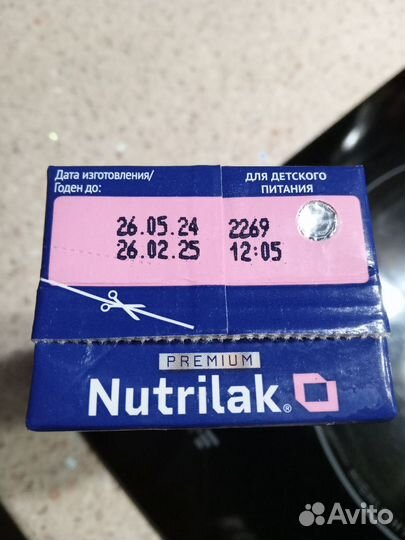 Дата изготовления/
Годен до:
ДЛЯ ДЕТСКОГО
ПИТАНИЯ
26.05.24 2269
26.02.25 12:05
PREMIUM
Nutrilak®
Avito